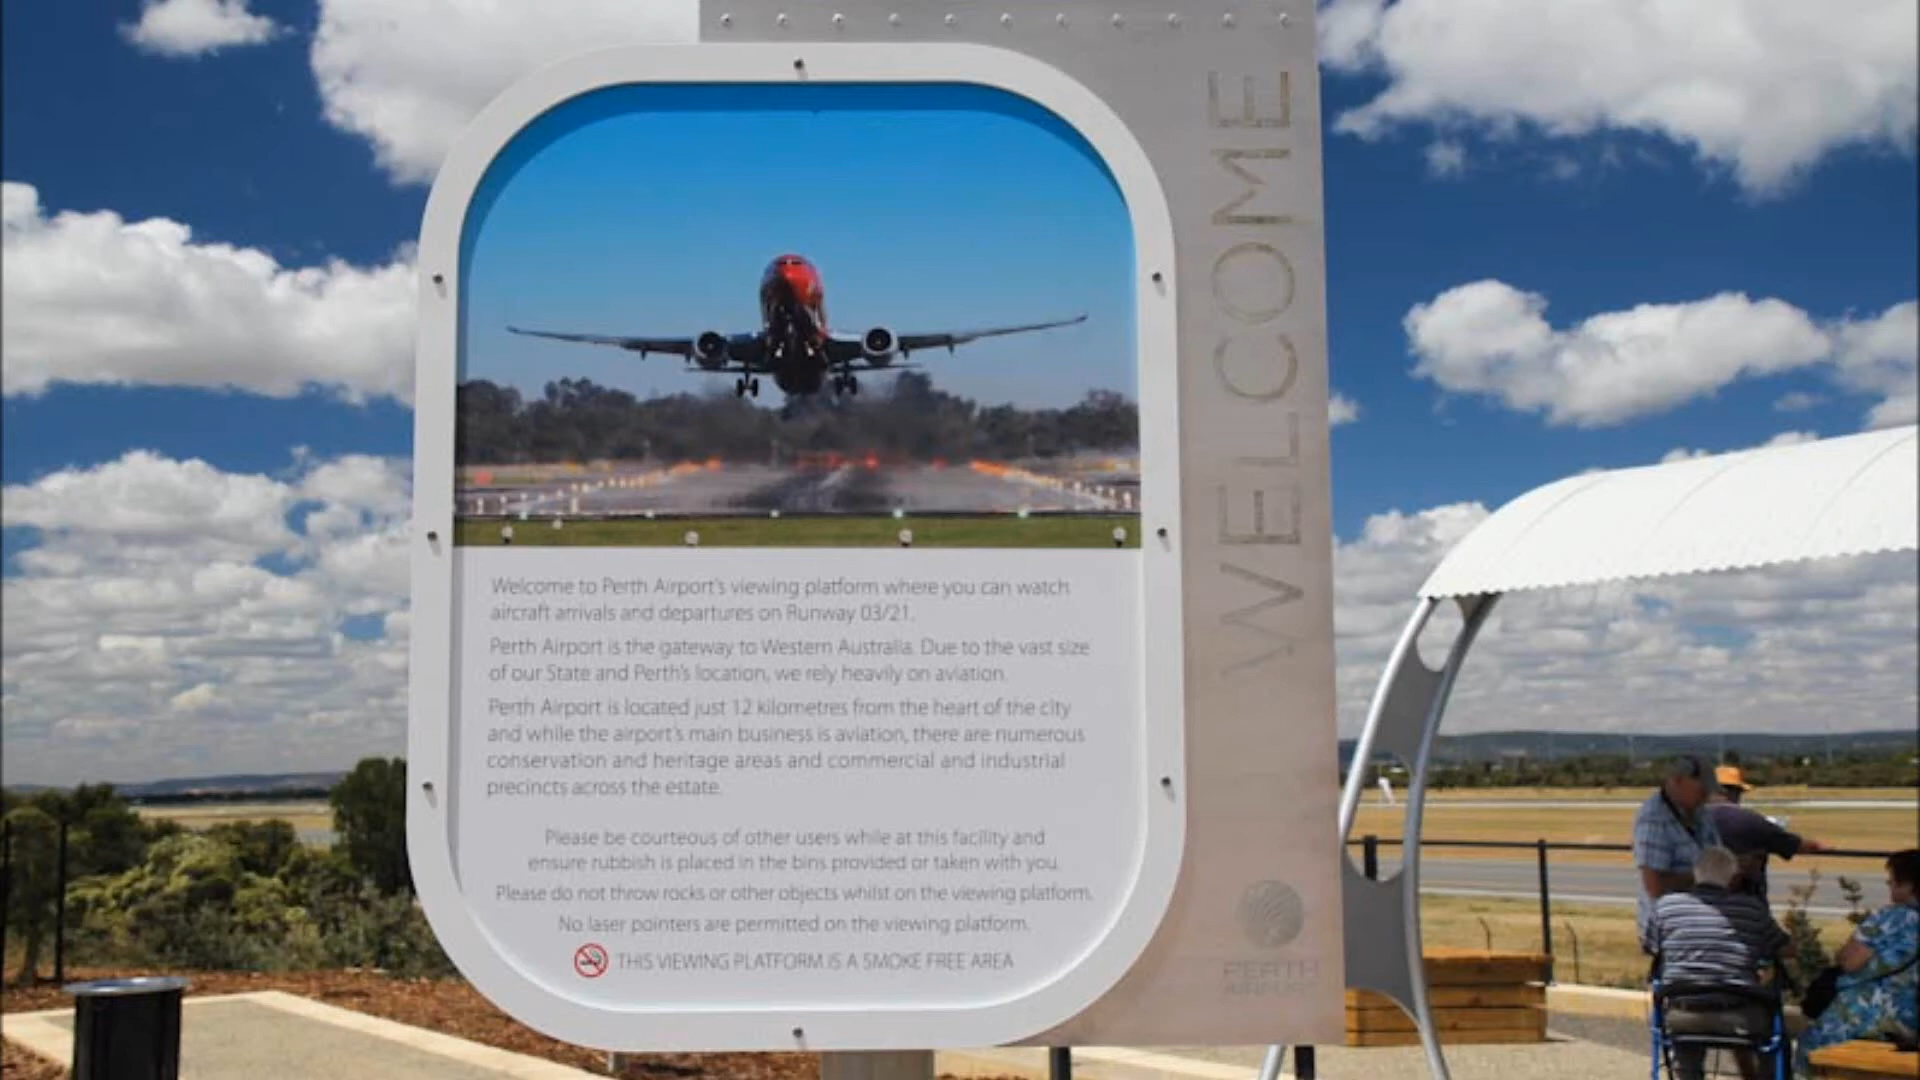 WELCOME
Welcome to Perth Airport's viewing platform where you can watch
aircraft arrivals and departures on Runway 03/21.
Perth Airport is the gateway to Western Australia. Due to the vast size
of our State and Perth's location, we rely heavily on aviation.
Perth Airport is located just 12 kilometres from the heart of the city
and while the airport's main business is aviation, there are numerous
conservation and heritage areas and commercial and industrial
precincts across the estate.
Please be courteous of other users while at this facility and
ensure rubbish is placed in the bins provided or taken with you.
Please do not throw rocks or other objects whilst on the viewing platform.
No laser pointers are permitted on the viewing platform.
THIS VIEWING PLATFORM IS A SMOKE FREE AREA
PERTH
AIRPORT